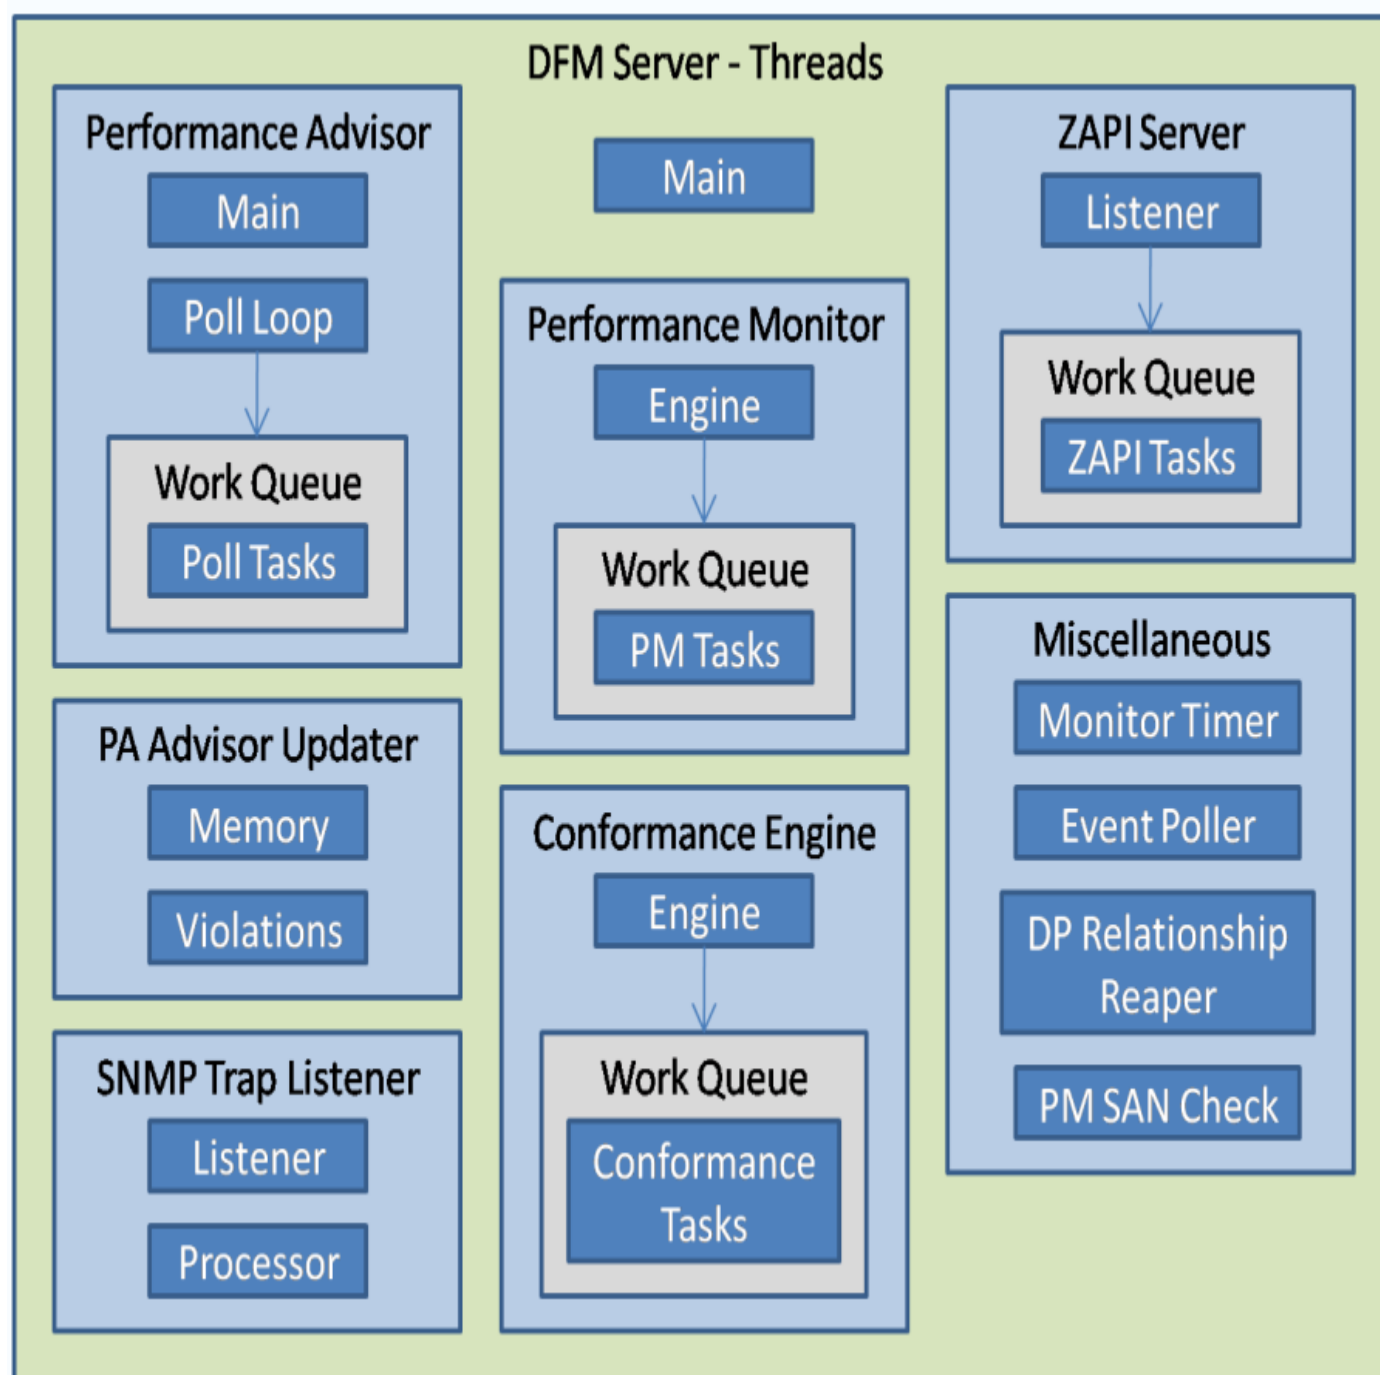 DFM Server - Threads
Performance Advisor
Main
Poll Loop
Work Queue
Poll Tasks
PA Advisor Updater
Memory
Violations
SNMP Trap Listener
Listener
Processor
Main
Performance Monitor
Engine
Work Queue
PM Tasks
Conformance Engine
Engine
Work Queue
Conformance
Tasks
ZAPI Server
Listener
Work Queue
ZAPI Tasks
Miscellaneous
Monitor Timer
Event Poller
DP Relationship
Reaper
PM SAN Check